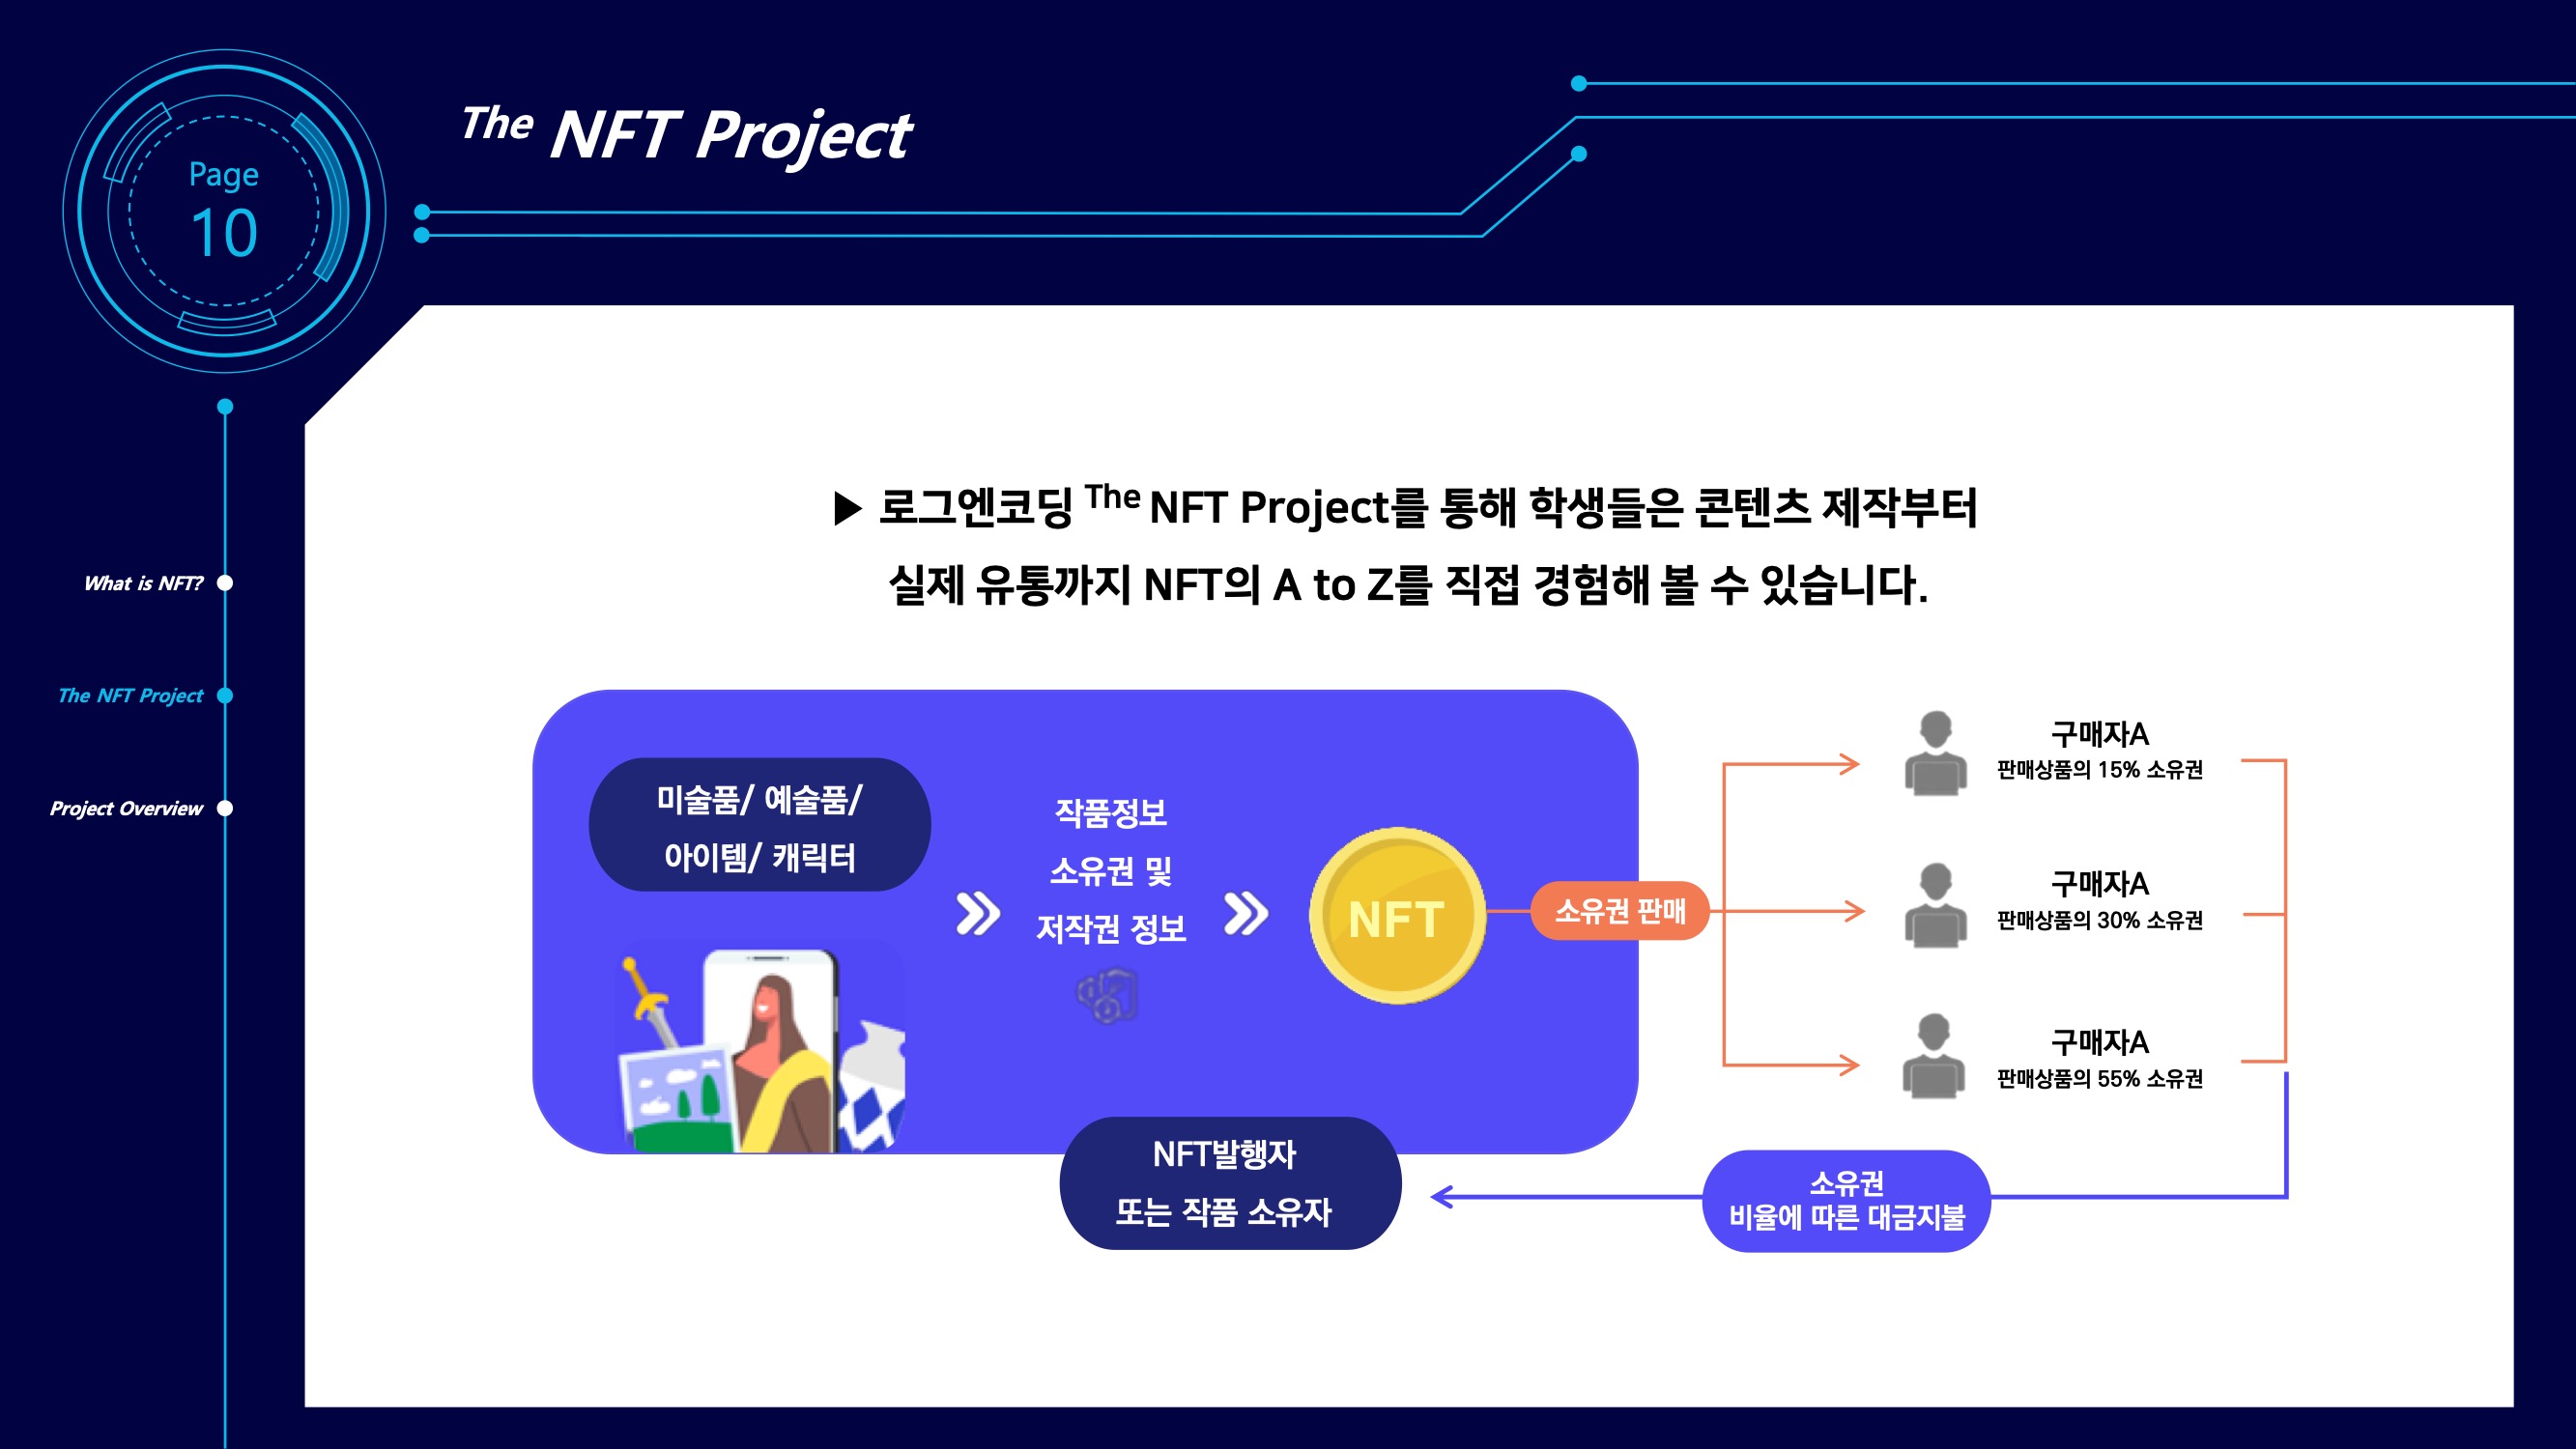 Page
10
The NFT Project
What is NFT?
The NFT Project
Project Overview
▶ 로그엔코딩 The NFT Project를 통해 학생들은 콘텐츠 제작부터
실제 유통까지 NFT의 A to Z를 직접 경험해 볼 수 있습니다.
미술품/ 예술품/
아이템/ 캐릭터
작품정보
소유권 및
저작권 정보
NFT
소유권 판매
구매자A
판매상품의 15% 소유권
구매자A
판매상품의 30% 소유권
구매자A
판매상품의 55% 소유권
소유권
비율에 따른 대금지불
NFT발행자
또는 작품 소유자